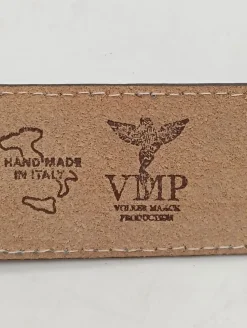 HAND MADE
IN ITALY
VMP
VOLKER MAACK
PRODUCTION